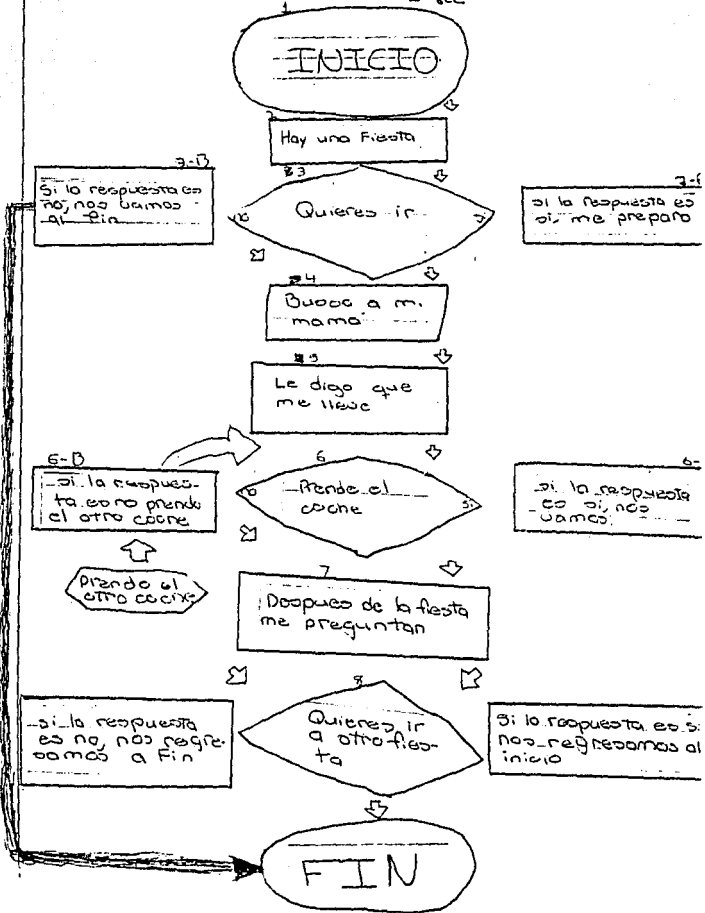 1
INICIO
2
Hay una Fiesta
3-B
Si la respuesta es
no, nos vamos
al Fin
3
Quieres ir
no
si
si la respuesta es
si, me preparo
4
Busco a mi
mamá
5
Le digo que
me lleve
6-B
si la respues-
ta es no prendo
el otro coche
6
Prende el
coche
no
si
6-
si la respuesta
es si, nos
vamos
Prendo el
otro coche
7
Despues de la fiesta
me preguntan
si la respuesta
es no, nos regre-
samos a Fin
8
Quieres ir
a otra fies-
ta
Si la respuesta es si
nos regresamos al
inicio
FIN